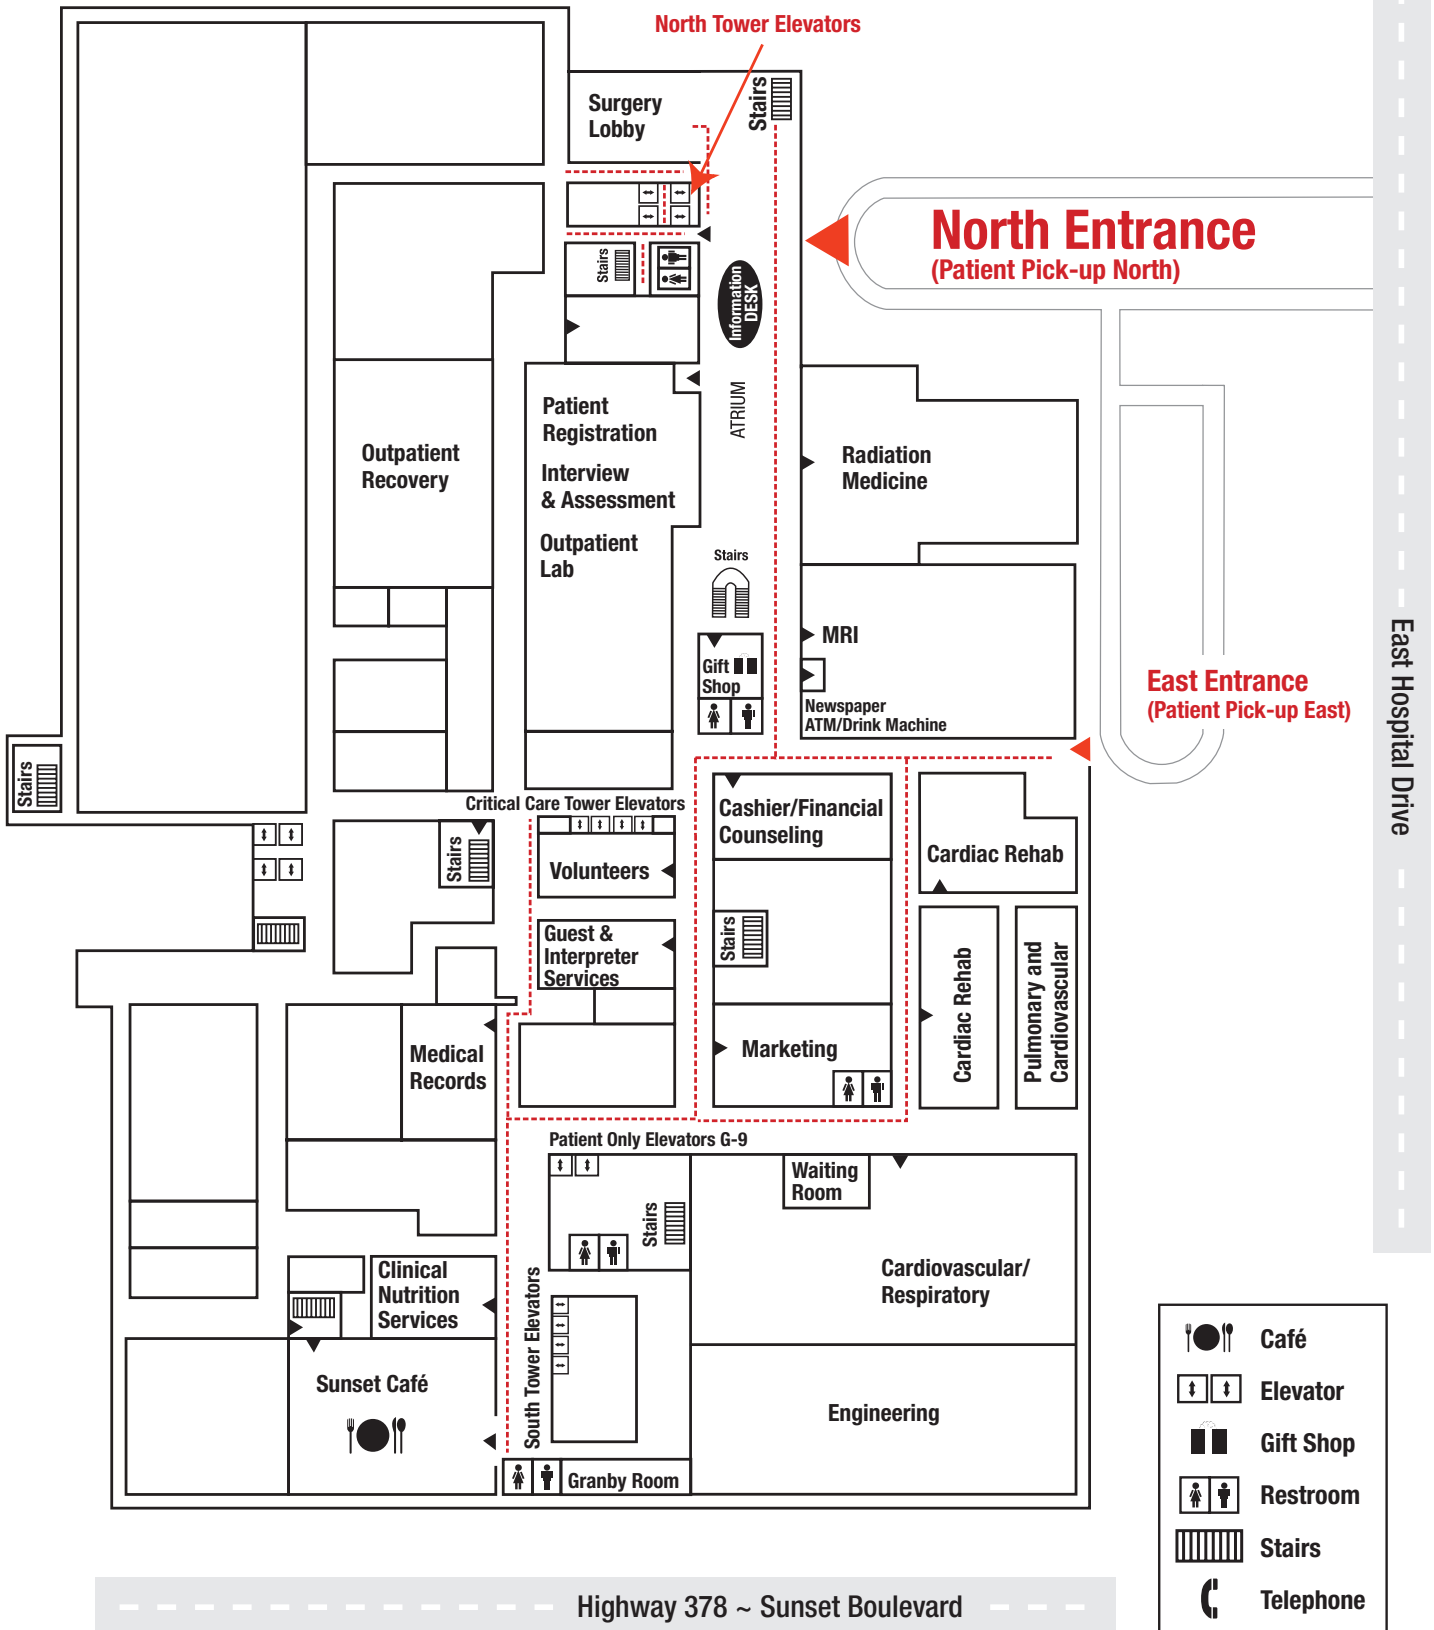 North Tower Elevators
Surgery
Lobby
Stairs
North Entrance
(Patient Pick-up North)
Stairs
Information
DESK
ATRIUM
Patient
Registration
Interview
& Assessment
Outpatient
Lab
Outpatient
Recovery
Radiation
Medicine
Stairs
MRI
Gift
Shop
Newspaper
ATM/Drink Machine
East Entrance
(Patient Pick-up East)
East Hospital Drive
Stairs
Critical Care Tower Elevators
Cashier/Financial
Counseling
Stairs
Volunteers
Cardiac Rehab
Guest &
Interpreter
Services
Stairs
Cardiac Rehab
Pulmonary and
Cardiovascular
Medical
Records
Marketing
Patient Only Elevators G-9
Waiting
Room
Stairs
Clinical
Nutrition
Services
South Tower Elevators
Cardiovascular/
Respiratory
Sunset Café
Engineering
Granby Room
Café
Elevator
Gift Shop
Restroom
Stairs
Telephone
Highway 378 ~ Sunset Boulevard